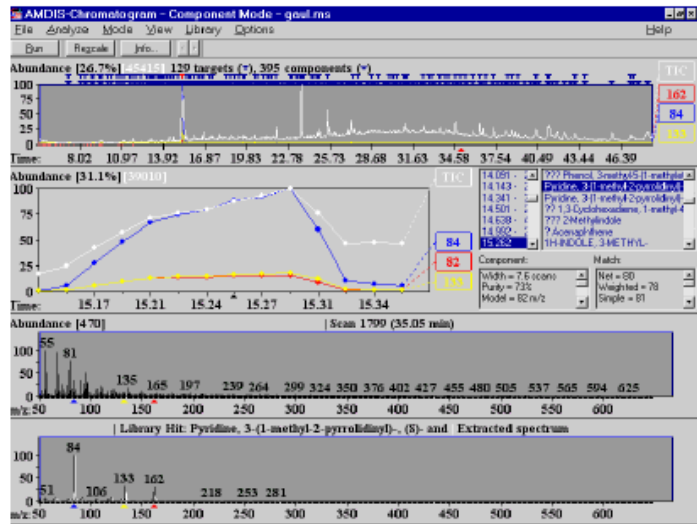 AMDIS-Chromatogram - Component Mode - gaul.ms
File Analyze Mode View Library Options Help
Run Rescale Info...
Abundance [26.7%] [45415] 129 targets (▾), 395 components (▾) TIC
100
75
50
25
0
162
84
133
Time: 8.02 10.97 13.92 16.87 19.83 22.78 25.73 28.68 31.63 34.58 37.54 40.49 43.44 46.39
Abundance [31.1%] [39010] TIC
100
75
50
25
0
84
82
133
Time: 15.17 15.21 15.24 15.27 15.31 15.34
14.091 - ??? Phenol, 3-methyl-5-(1-methylet
14.143 - Pyridine, 3-(1-methyl-2-pyrrolidinyl)-
14.341 - Pyridine, 3-(1-methyl-2-pyrrolidinyl)-
14.501 - ?? 1,3-Cyclohexadiene, 1-methyl-4
14.638 - ??? 2-Methylindole
14.992 - ? Acenaphthene
15.262 1H-INDOLE, 3-METHYL-
Component: Match:
Width = 7.6 scans
Purity = 73%
Model = 82 m/z
Net = 80
Weighted = 78
Simple = 81
Abundance [470] | Scan 1799 (35.05 min)
100
50
0
55 81 135 165 197 239 264 299 324 350 376 402 427 455 480 505 537 565 594 625
m/z: 50 100 150 200 250 300 350 400 450 500 550 600
| Library Hit: Pyridine, 3-(1-methyl-2-pyrrolidinyl)-, (S)- and Extracted spectrum
100
50
0
51 84 106 133 162 218 253 281
m/z: 50 100 150 200 250 300 350 400 450 500 550 600